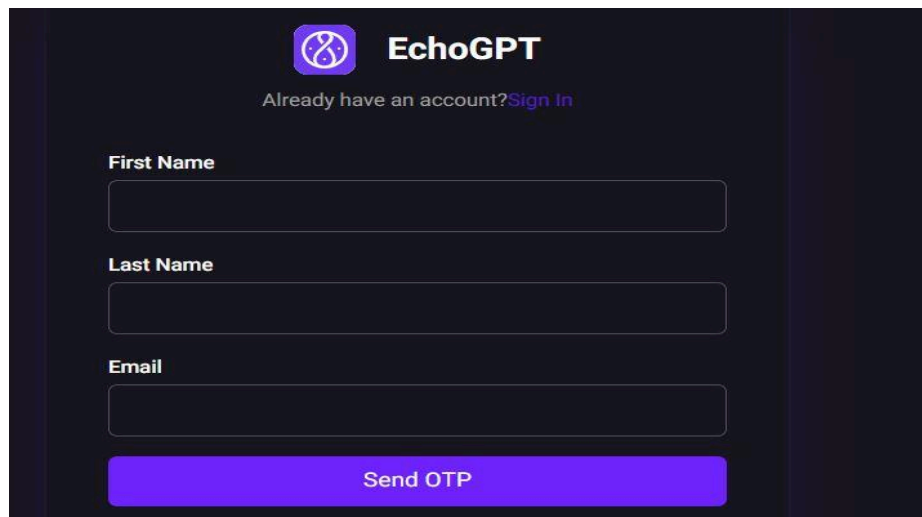 EchoGPT
Already have an account?Sign In
First Name
Last Name
Email
Send OTP